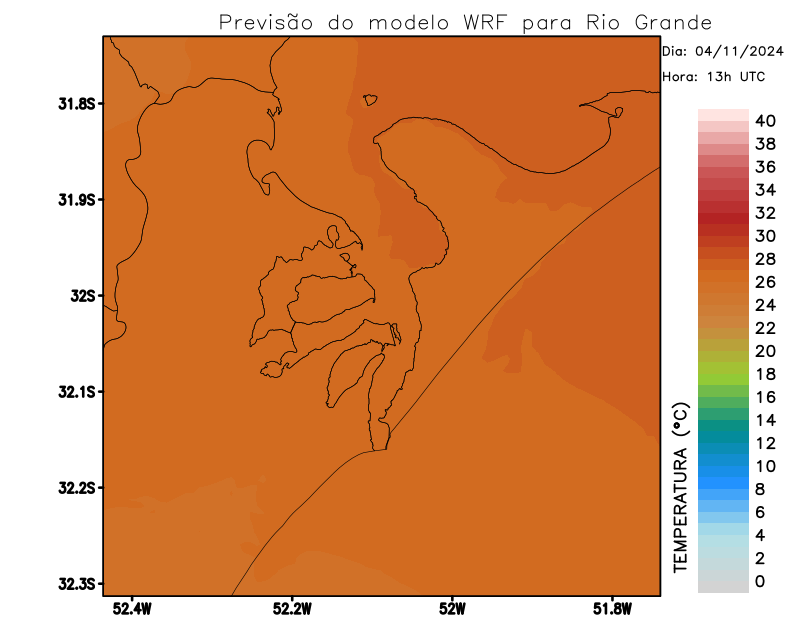 Previsão do modelo WRF para Rio Grande
Dia: 04/11/2024
Hora: 13h UTC
31.8S
31.9S
32S
32.1S
32.2S
32.3S
52.4W
52.2W
52W
51.8W
TEMPERATURA (°C)
40
38
36
34
32
30
28
26
24
22
20
18
16
14
12
10
8
6
4
2
0